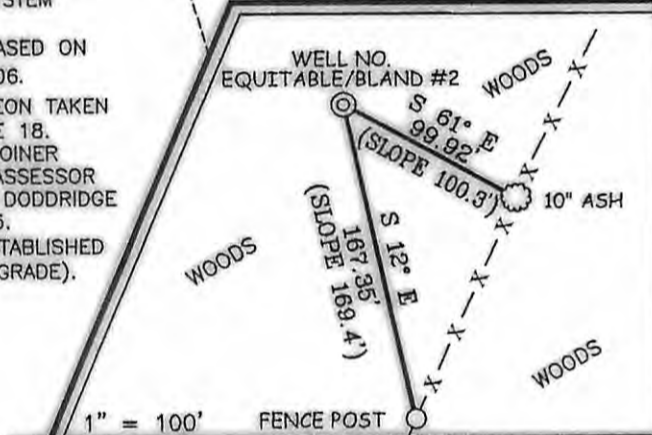 YSTEM
ASED ON
06.
EON TAKEN
E 18.
OINER
ASSESSOR
DODDRIDGE
TABLISHED
GRADE).
WELL NO.
EQUITABLE/BLAND #2
WOODS
S 61° E
99.92'
(SLOPE 100.3')
10" ASH
S 12° E
167.35'
(SLOPE 169.4')
WOODS
WOODS
1" = 100'
FENCE POST